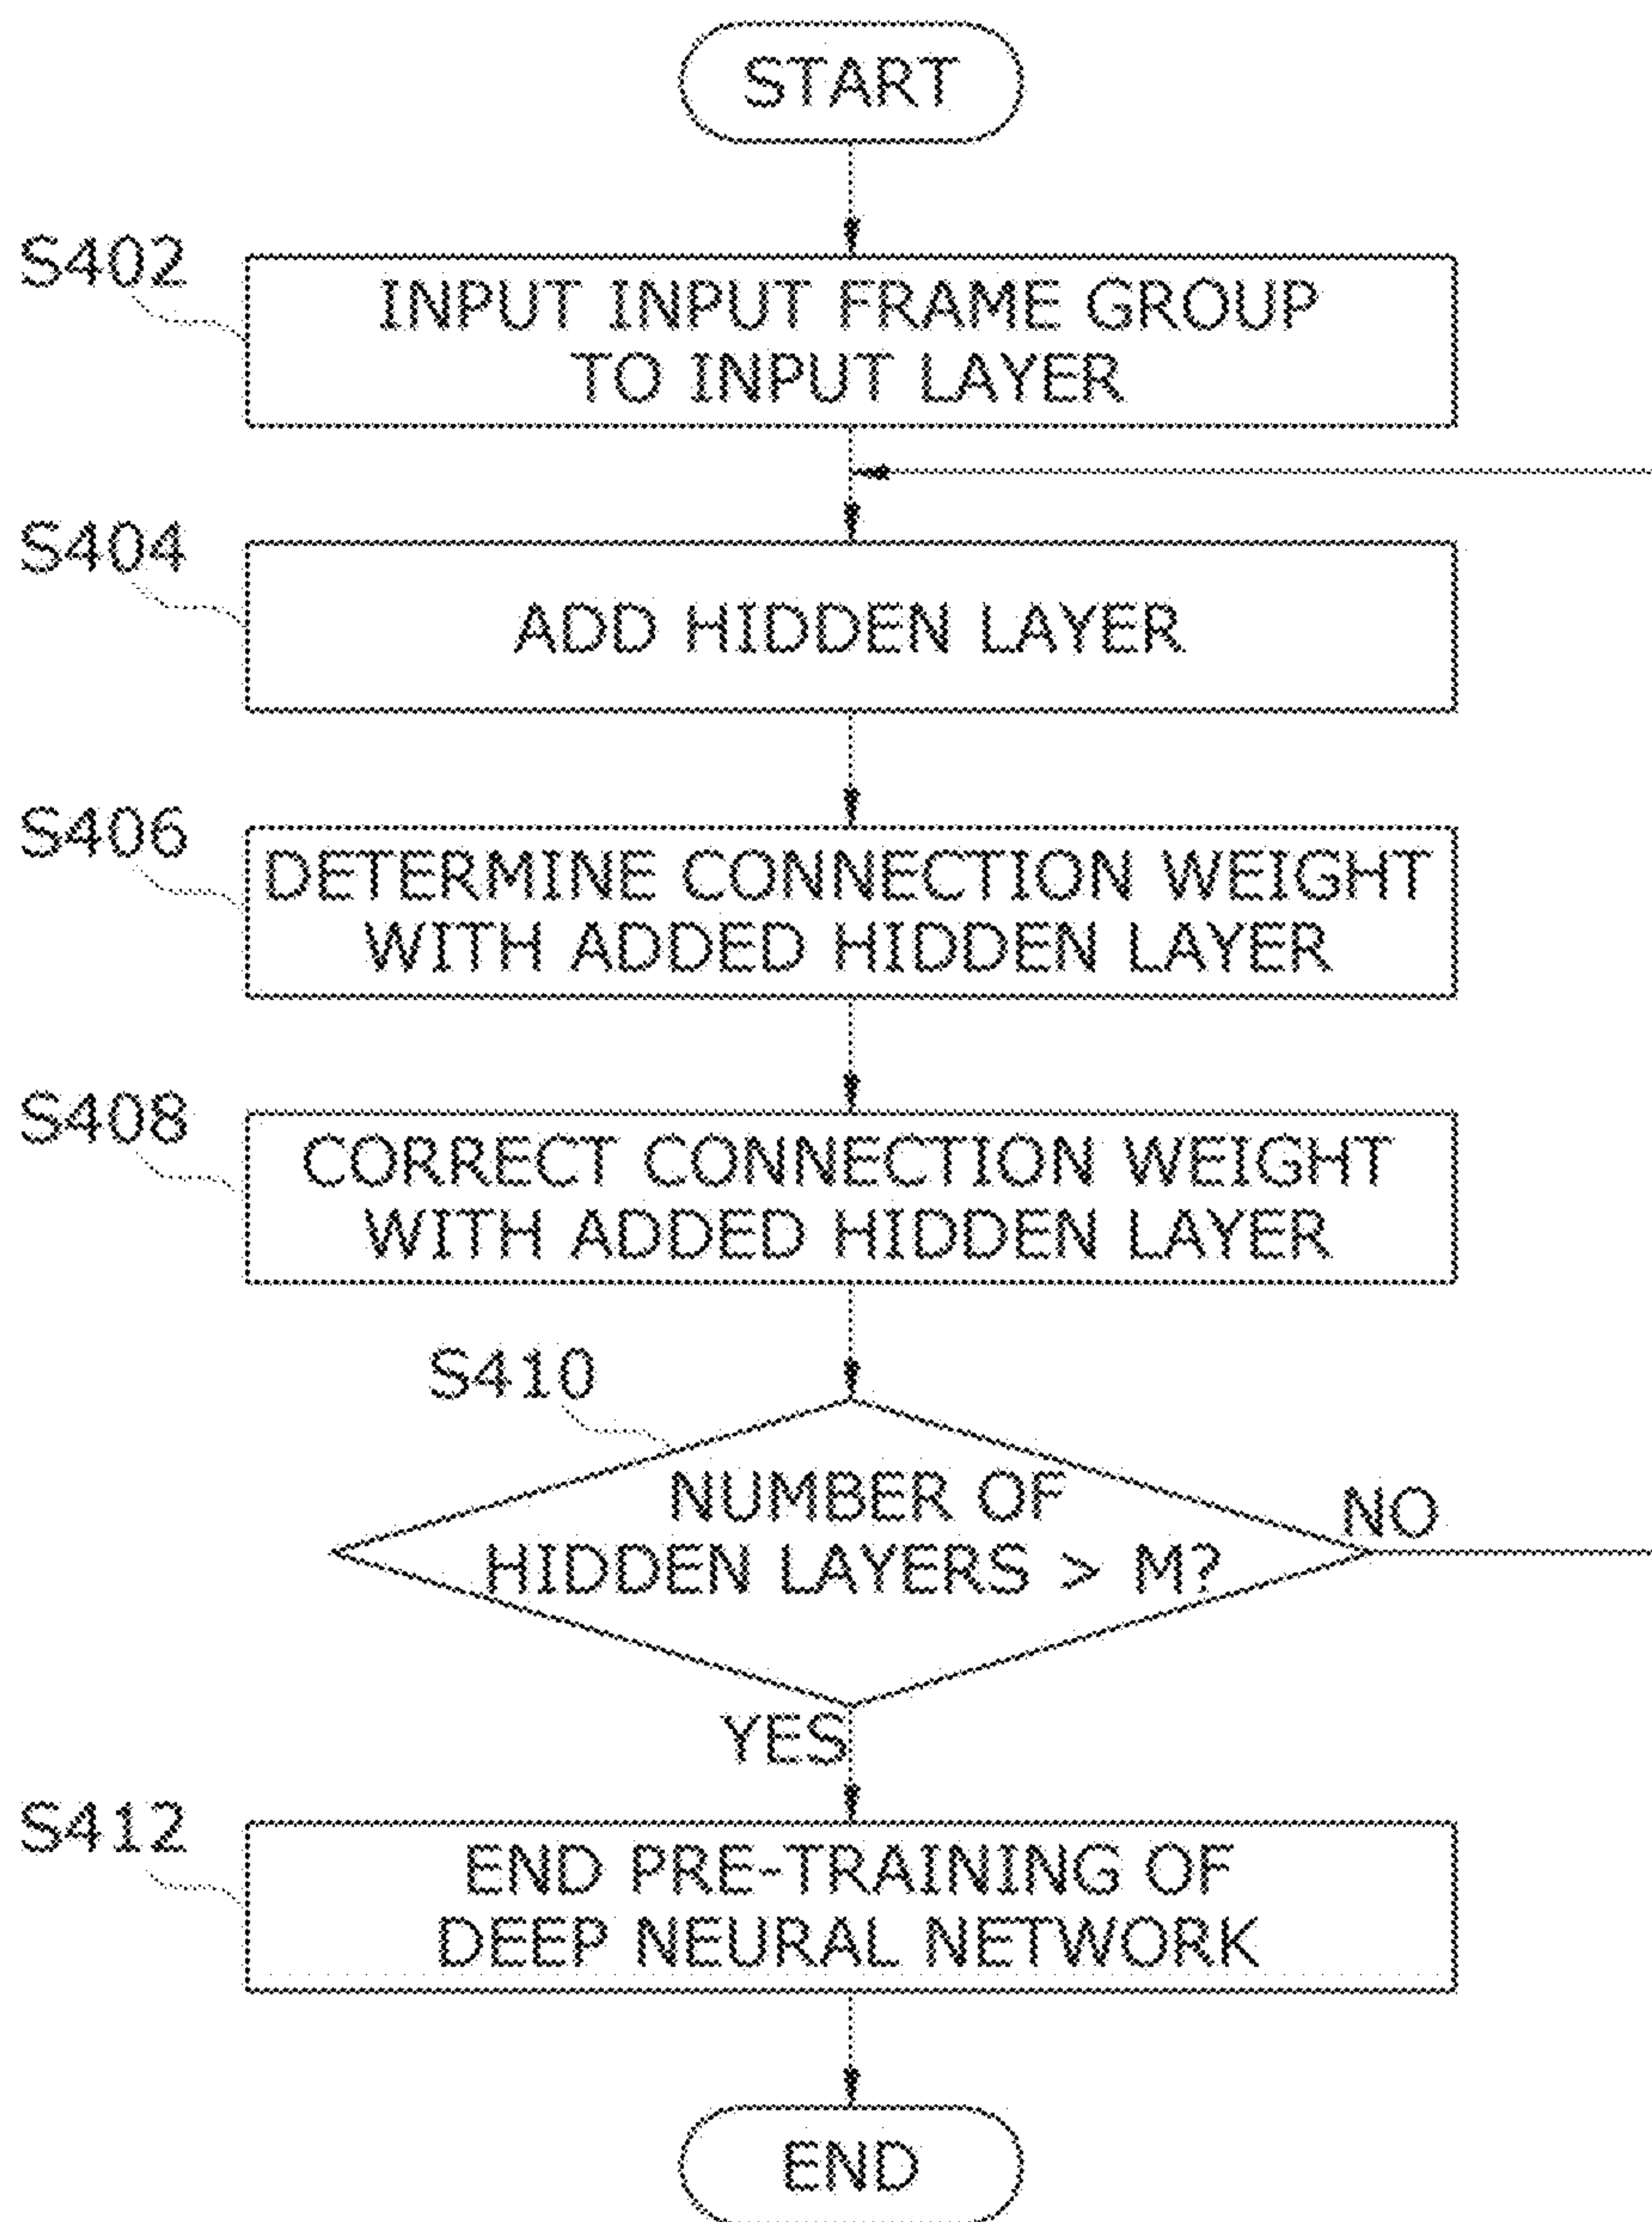 START
S402
INPUT INPUT FRAME GROUP
TO INPUT LAYER
S404
ADD HIDDEN LAYER
S406
DETERMINE CONNECTION WEIGHT
WITH ADDED HIDDEN LAYER
S408
CORRECT CONNECTION WEIGHT
WITH ADDED HIDDEN LAYER
S410
NUMBER OF
HIDDEN LAYERS > M?
NO
YES
S412
END PRE-TRAINING OF
DEEP NEURAL NETWORK
END